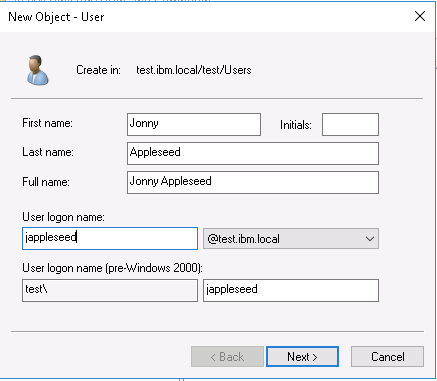 New Object - User
Create in: test.ibm.local/test/Users
First name: Jonny Initials:
Last name: Appleseed
Full name: Jonny Appleseed
User logon name:
jappleseed @test.ibm.local
User logon name (pre-Windows 2000):
test\ jappleseed
< Back Next > Cancel